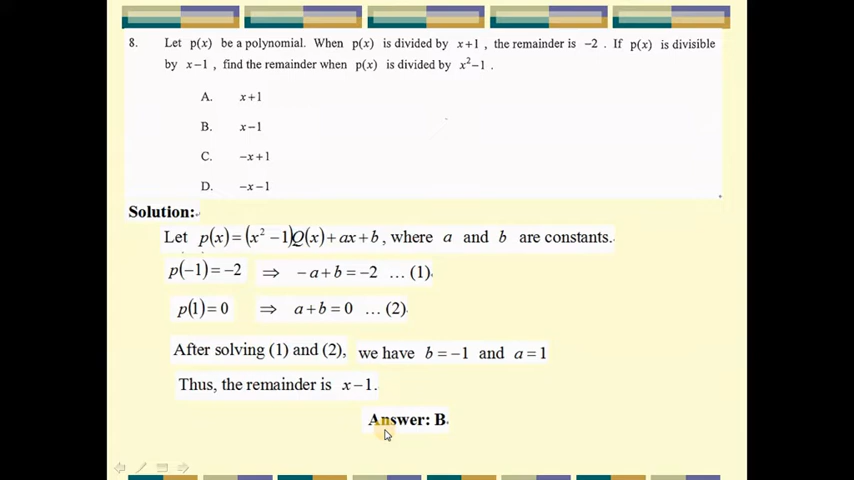 8. Let p(x) be a polynomial. When p(x) is divided by x+1 , the remainder is −2 . If p(x) is divisible
by x−1 , find the remainder when p(x) is divided by x²−1 .
A. x+1
B. x−1
C. −x+1
D. −x−1
Solution:
Let p(x)=(x²−1)Q(x)+ax+b, where a and b are constants.
p(−1)=−2 ⇒ −a+b=−2 …(1)
p(1)=0 ⇒ a+b=0 …(2)
After solving (1) and (2), we have b=−1 and a=1
Thus, the remainder is x−1.
Answer: B